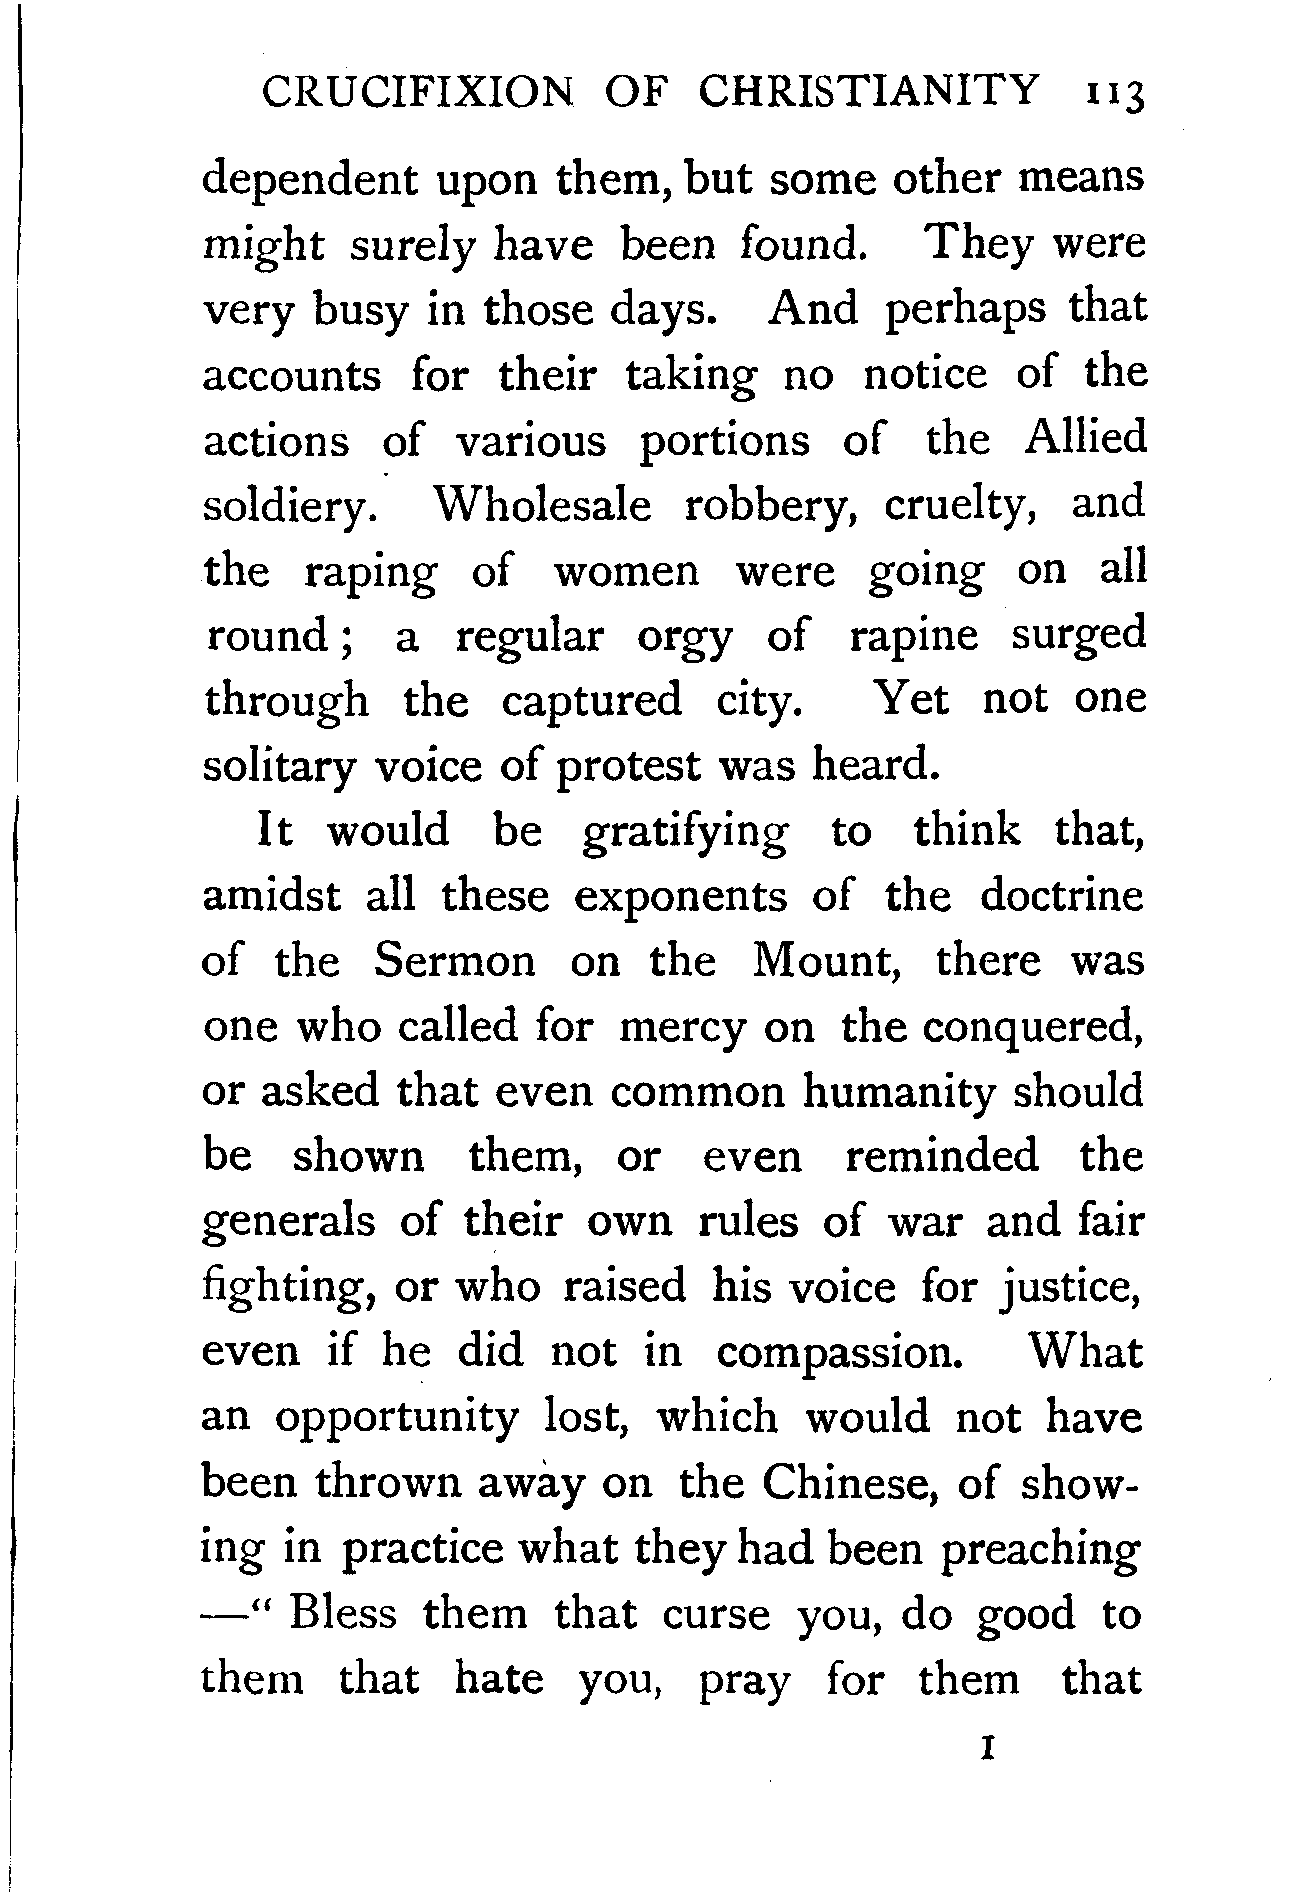 CRUCIFIXION OF CHRISTIANITY 113
dependent upon them, but some other means
might surely have been found. They were
very busy in those days. And perhaps that
accounts for their taking no notice of the
actions of various portions of the Allied
soldiery. Wholesale robbery, cruelty, and
the raping of women were going on all
round ; a regular orgy of rapine surged
through the captured city. Yet not one
solitary voice of protest was heard.
It would be gratifying to think that,
amidst all these exponents of the doctrine
of the Sermon on the Mount, there was
one who called for mercy on the conquered,
or asked that even common humanity should
be shown them, or even reminded the
generals of their own rules of war and fair
fighting, or who raised his voice for justice,
even if he did not in compassion. What
an opportunity lost, which would not have
been thrown away on the Chinese, of show-
ing in practice what they had been preaching
—“ Bless them that curse you, do good to
them that hate you, pray for them that
I